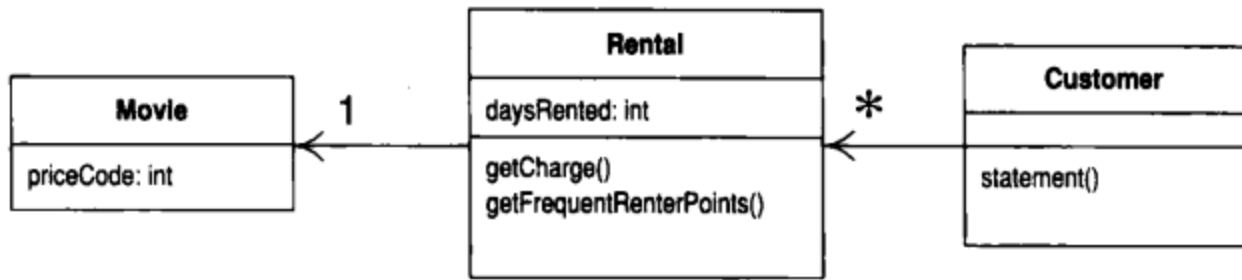 Movie
priceCode: int
1
Rental
daysRented: int
getCharge()
getFrequentRenterPoints()
*
Customer
statement()